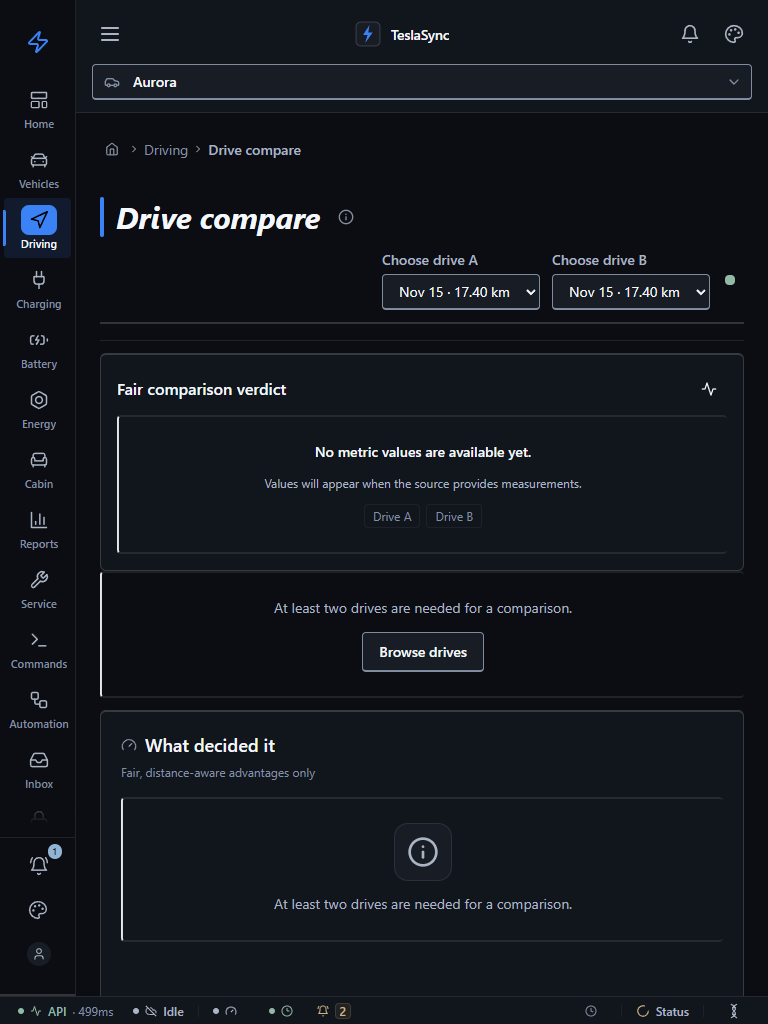 TeslaSync
Aurora
Home
Vehicles
Driving
Charging
Battery
Energy
Cabin
Reports
Service
Commands
Automation
Inbox
1
Driving
Drive compare
Drive compare
Choose drive A
Choose drive B
Nov 15 · 17.40 km
Nov 15 · 17.40 km
Fair comparison verdict
No metric values are available yet.
Values will appear when the source provides measurements.
Drive A
Drive B
At least two drives are needed for a comparison.
Browse drives
What decided it
Fair, distance-aware advantages only
At least two drives are needed for a comparison.
API · 499ms
Idle
2
Status